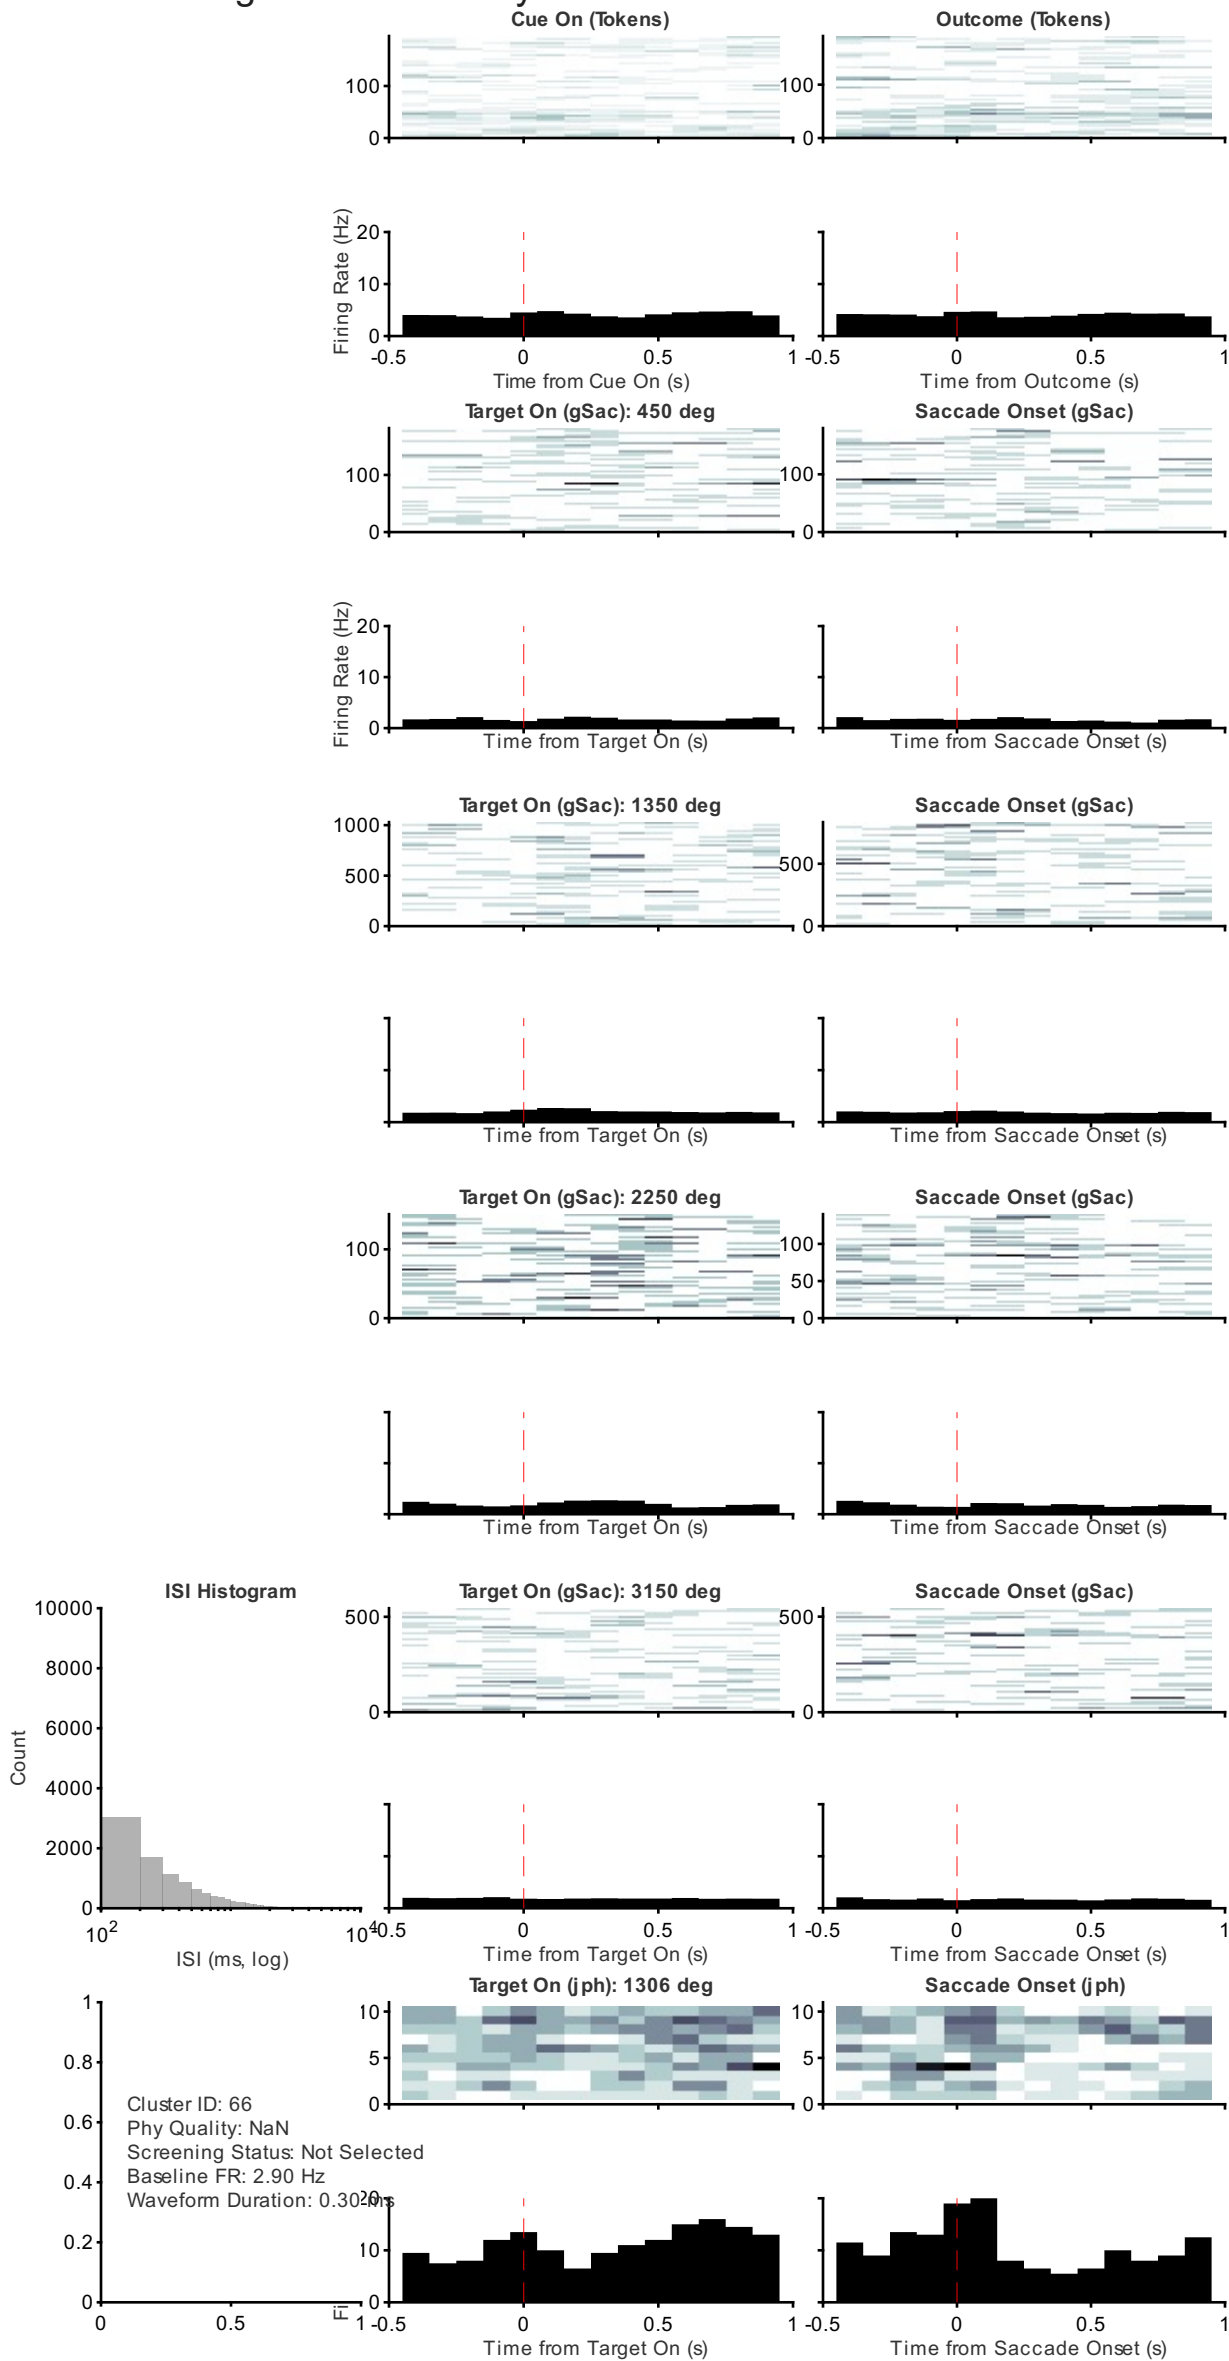 Cue On (Tokens)
Outcome (Tokens)
100
0
100
0
Firing Rate (Hz)
20
10
0
-0.5
0
0.5
1
-0.5
0
0.5
1
Time from Cue On (s)
Time from Outcome (s)
Target On (gSac): 450 deg
Saccade Onset (gSac)
100
0
100
0
Firing Rate (Hz)
20
10
0
Time from Target On (s)
Time from Saccade Onset (s)
Target On (gSac): 1350 deg
Saccade Onset (gSac)
1000
500
0
500
0
Time from Target On (s)
Time from Saccade Onset (s)
Target On (gSac): 2250 deg
Saccade Onset (gSac)
100
0
100
50
0
Time from Target On (s)
Time from Saccade Onset (s)
ISI Histogram
Target On (gSac): 3150 deg
Saccade Onset (gSac)
10000
8000
6000
4000
2000
0
Count
10²
10⁴
ISI (ms, log)
500
0
500
0
-0.5
0
0.5
1
-0.5
0
0.5
1
Time from Target On (s)
Time from Saccade Onset (s)
Target On (jph): 1306 deg
Saccade Onset (jph)
1
0.8
0.6
0.4
0.2
0
0
0.5
1
Cluster ID: 66
Phy Quality: NaN
Screening Status: Not Selected
Baseline FR: 2.90 Hz
Waveform Duration: 0.30 ms
10
5
0
10
5
0
Fi
20
10
0
-0.5
0
0.5
1
-0.5
0
0.5
1
Time from Target On (s)
Time from Saccade Onset (s)